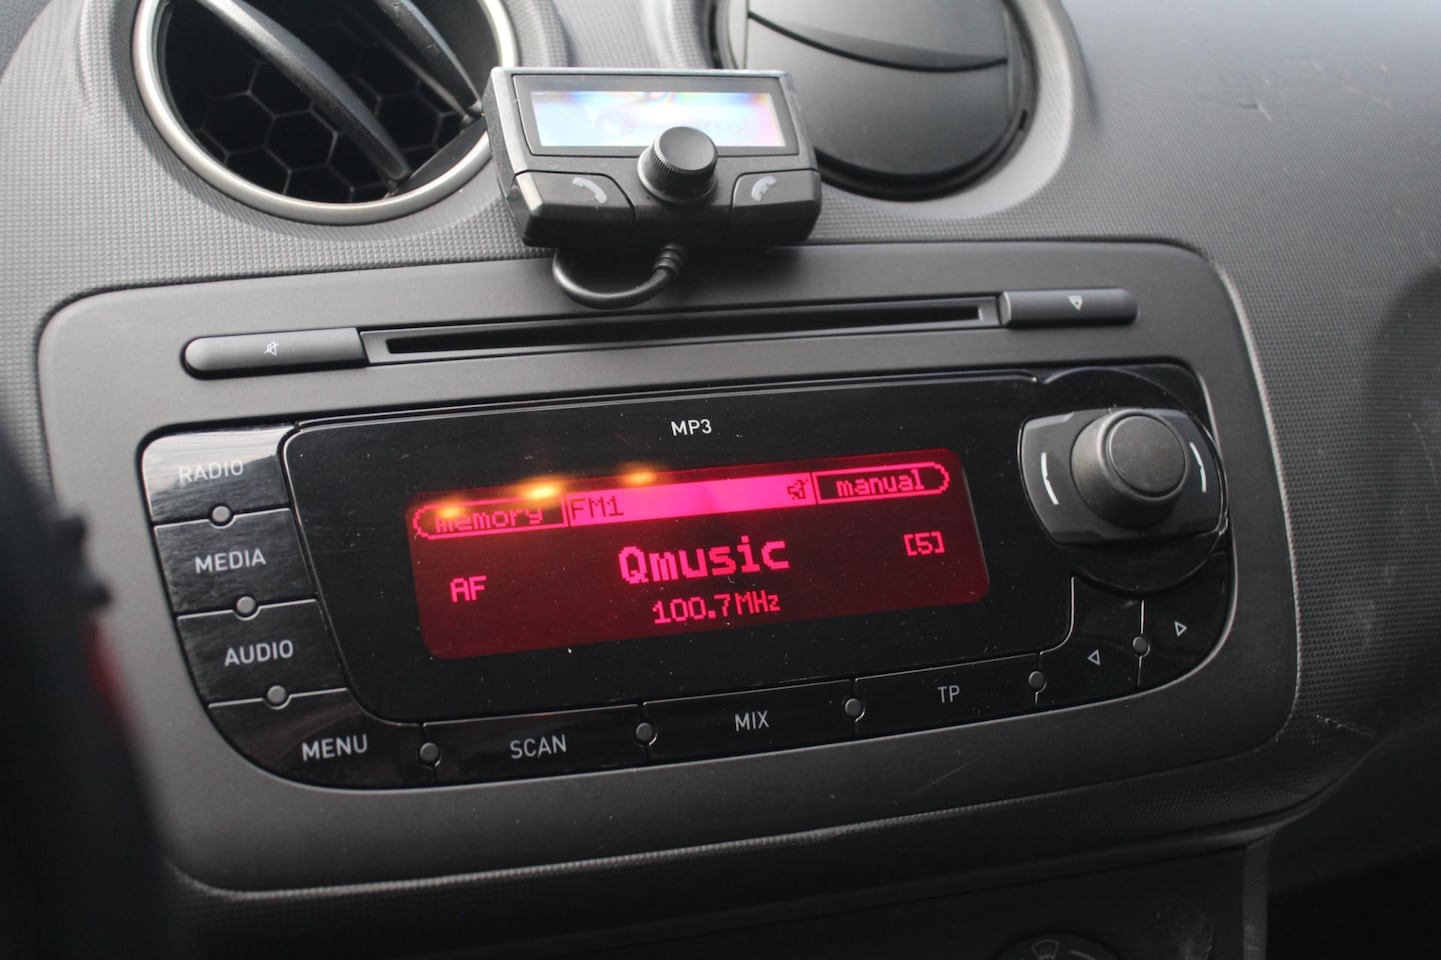 MP3
RADIO
memory FM1 manual
MEDIA
Qmusic [5]
AF
100.7MHz
AUDIO
MENU
SCAN
MIX
TP